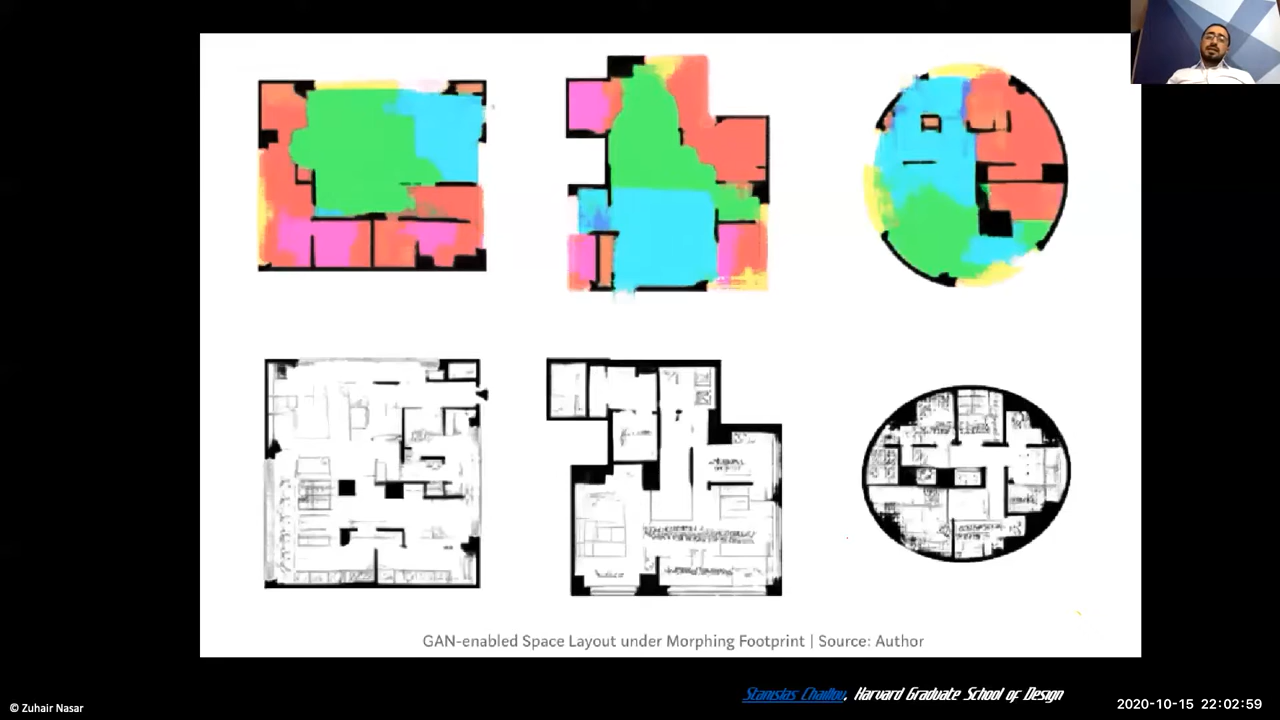 GAN-enabled Space Layout under Morphing Footprint | Source: Author
Stanislas Chaillou, Harvard Graduate School of Design
© Zuhair Nasar
2020-10-15 22:02:59